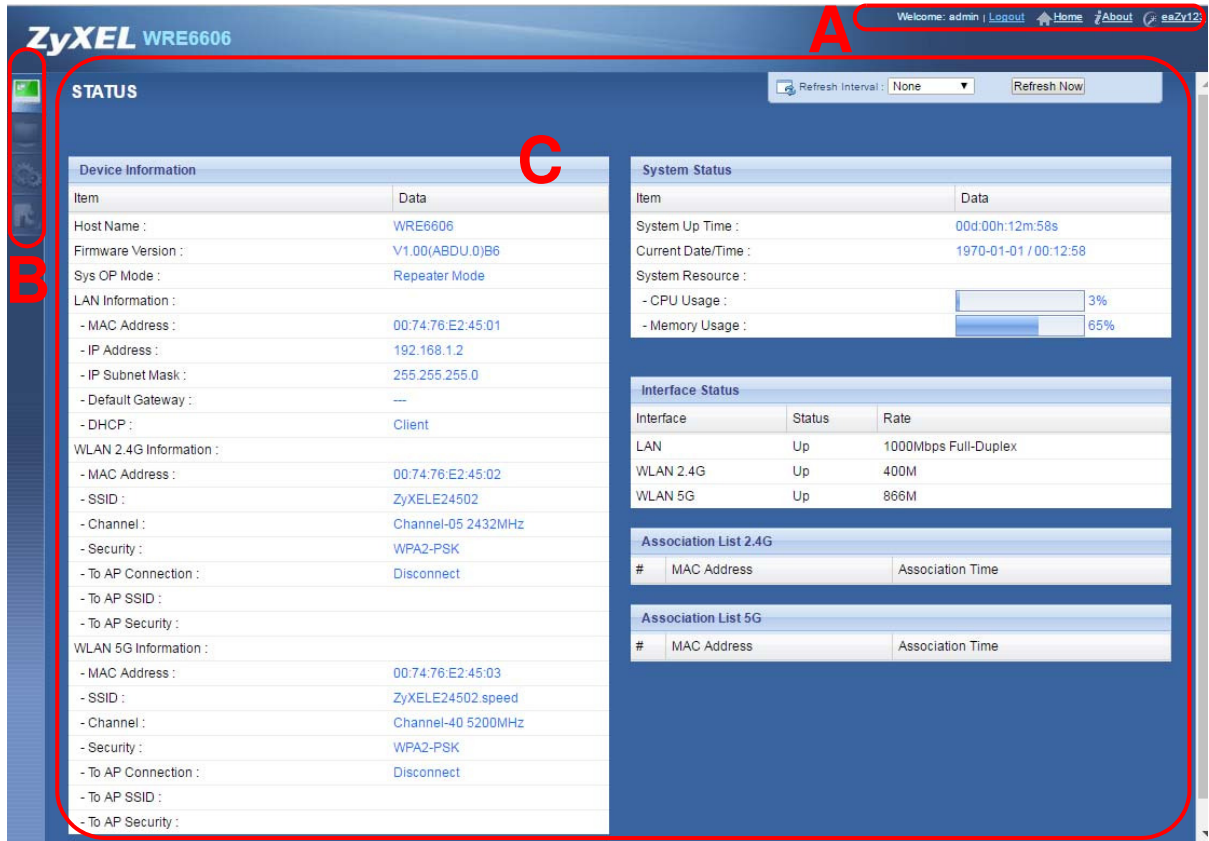 Welcome: admin | Logout Home About eaZy123
A
ZyXEL WRE6606
STATUS
Refresh Interval : None Refresh Now
C
B
Device Information
Item Data
Host Name : WRE6606
Firmware Version : V1.00(ABDU.0)B6
Sys OP Mode : Repeater Mode
LAN Information :
- MAC Address : 00:74:76:E2:45:01
- IP Address : 192.168.1.2
- IP Subnet Mask : 255.255.255.0
- Default Gateway : ---
- DHCP : Client
WLAN 2.4G Information :
- MAC Address : 00:74:76:E2:45:02
- SSID : ZyXELE24502
- Channel : Channel-05 2432MHz
- Security : WPA2-PSK
- To AP Connection : Disconnect
- To AP SSID :
- To AP Security :
WLAN 5G Information :
- MAC Address : 00:74:76:E2:45:03
- SSID : ZyXELE24502.speed
- Channel : Channel-40 5200MHz
- Security : WPA2-PSK
- To AP Connection : Disconnect
- To AP SSID :
- To AP Security :
System Status
Item Data
System Up Time : 00d:00h:12m:58s
Current Date/Time : 1970-01-01 / 00:12:58
System Resource :
- CPU Usage : 3%
- Memory Usage : 65%
Interface Status
Interface Status Rate
LAN Up 1000Mbps Full-Duplex
WLAN 2.4G Up 400M
WLAN 5G Up 866M
Association List 2.4G
# MAC Address Association Time
Association List 5G
# MAC Address Association Time